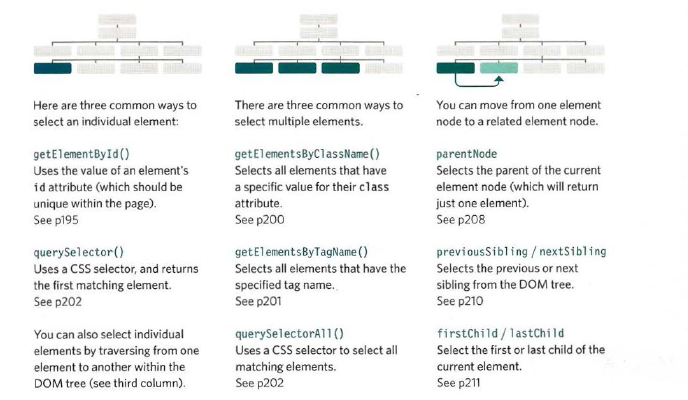 Here are three common ways to
select an individual element:
getElementById()
Uses the value of an element's
id attribute (which should be
unique within the page).
See p195
querySelector()
Uses a CSS selector, and returns
the first matching element.
See p202
You can also select individual
elements by traversing from one
element to another within the
DOM tree (see third column).
There are three common ways to
select multiple elements.
getElementsByClassName()
Selects all elements that have
a specific value for their class
attribute.
See p200
getElementsByTagName()
Selects all elements that have the
specified tag name.
See p201
querySelectorAll()
Uses a CSS selector to select all
matching elements.
See p202
You can move from one element
node to a related element node.
parentNode
Selects the parent of the current
element node (which will return
just one element).
See p208
previousSibling / nextSibling
Selects the previous or next
sibling from the DOM tree.
See p210
firstChild / lastChild
Select the first or last child of the
current element.
See p211